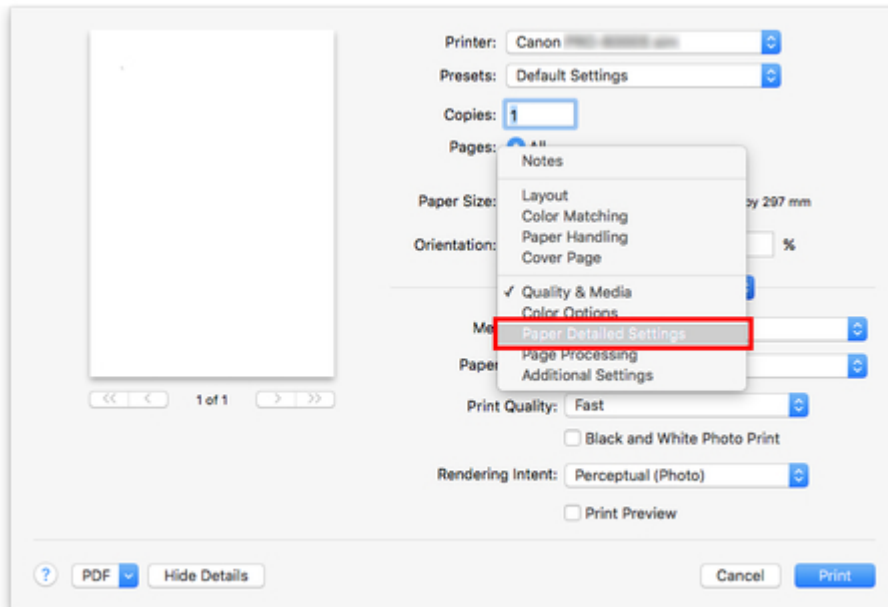 Printer: Canon
Presets: Default Settings
Copies: 1
Pages: All
Notes
Layout
Paper Size: by 297 mm
Color Matching
Paper Handling
Orientation: %
Cover Page
✓ Quality & Media
Color Options
Me
Paper Detailed Settings
Page Processing
Paper
Additional Settings
<< < 1 of 1 > >>
Print Quality: Fast
Black and White Photo Print
Rendering Intent: Perceptual (Photo)
Print Preview
? PDF Hide Details Cancel Print